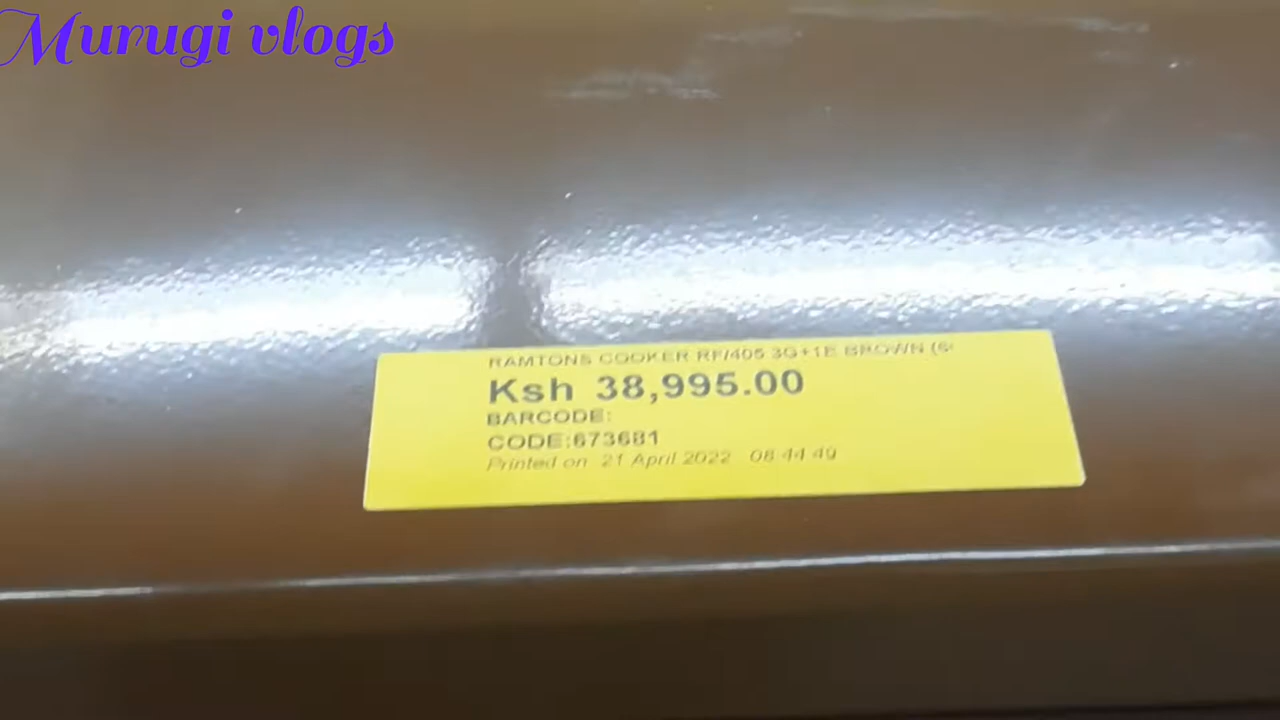 Murugi vlogs
RAMTONS COOKER RF/405 3G+1E BROWN (6
Ksh 38,995.00
BARCODE:
CODE:673681
Printed on 21 April 2022 08:44:49